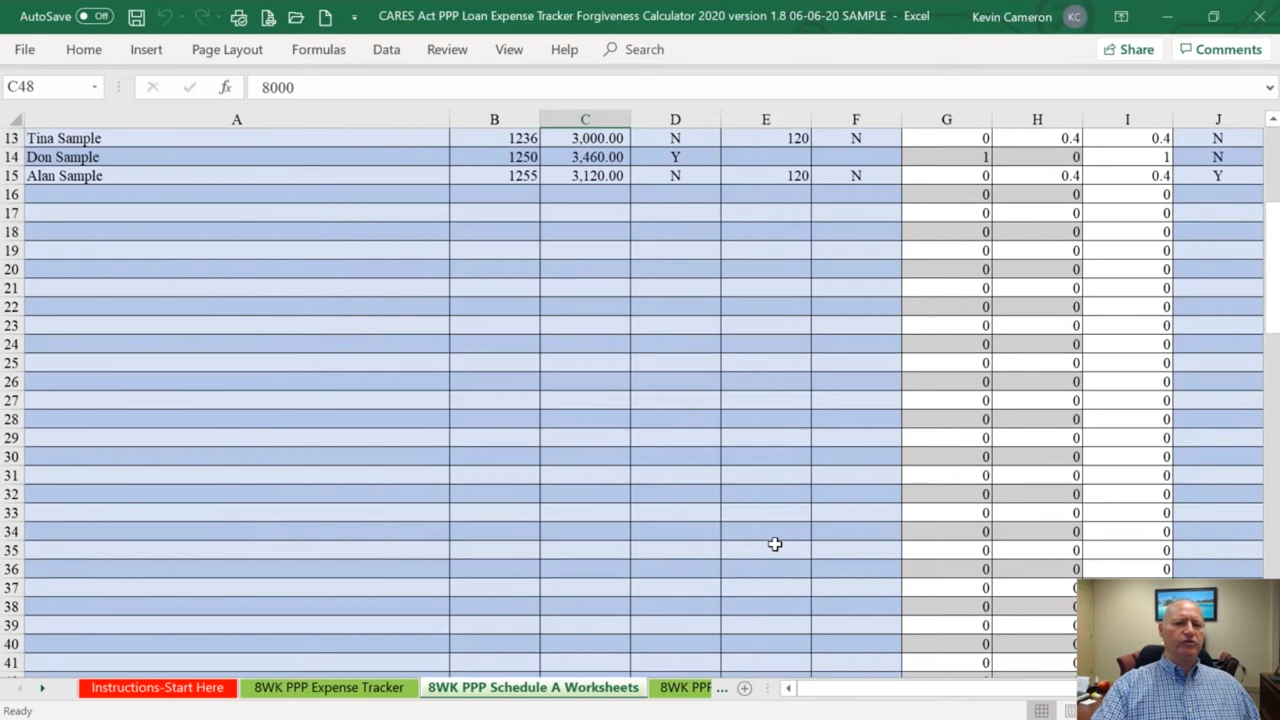 AutoSave Off CARES Act PPP Loan Expense Tracker Forgiveness Calculator 2020 version 1.8 06-06-20 SAMPLE - Excel Kevin Cameron KC
File Home Insert Page Layout Formulas Data Review View Help Search Share Comments
C48 fx 8000
A B C D E F G H I J
13 Tina Sample 1236 3,000.00 N 120 N 0 0.4 0.4 N
14 Don Sample 1250 3,460.00 Y 1 0 1 N
15 Alan Sample 1255 3,120.00 N 120 N 0 0.4 0.4 Y
16 0 0 0
17 0 0 0
18 0 0 0
19 0 0 0
20 0 0 0
21 0 0 0
22 0 0 0
23 0 0 0
24 0 0 0
25 0 0 0
26 0 0 0
27 0 0 0
28 0 0 0
29 0 0 0
30 0 0 0
31 0 0 0
32 0 0 0
33 0 0 0
34 0 0 0
35 0 0 0
36 0 0 0
37 0 0
38 0 0
39 0 0
40 0 0
41 0 0
Instructions-Start Here 8WK PPP Expense Tracker 8WK PPP Schedule A Worksheets 8WK PPF ...
Ready